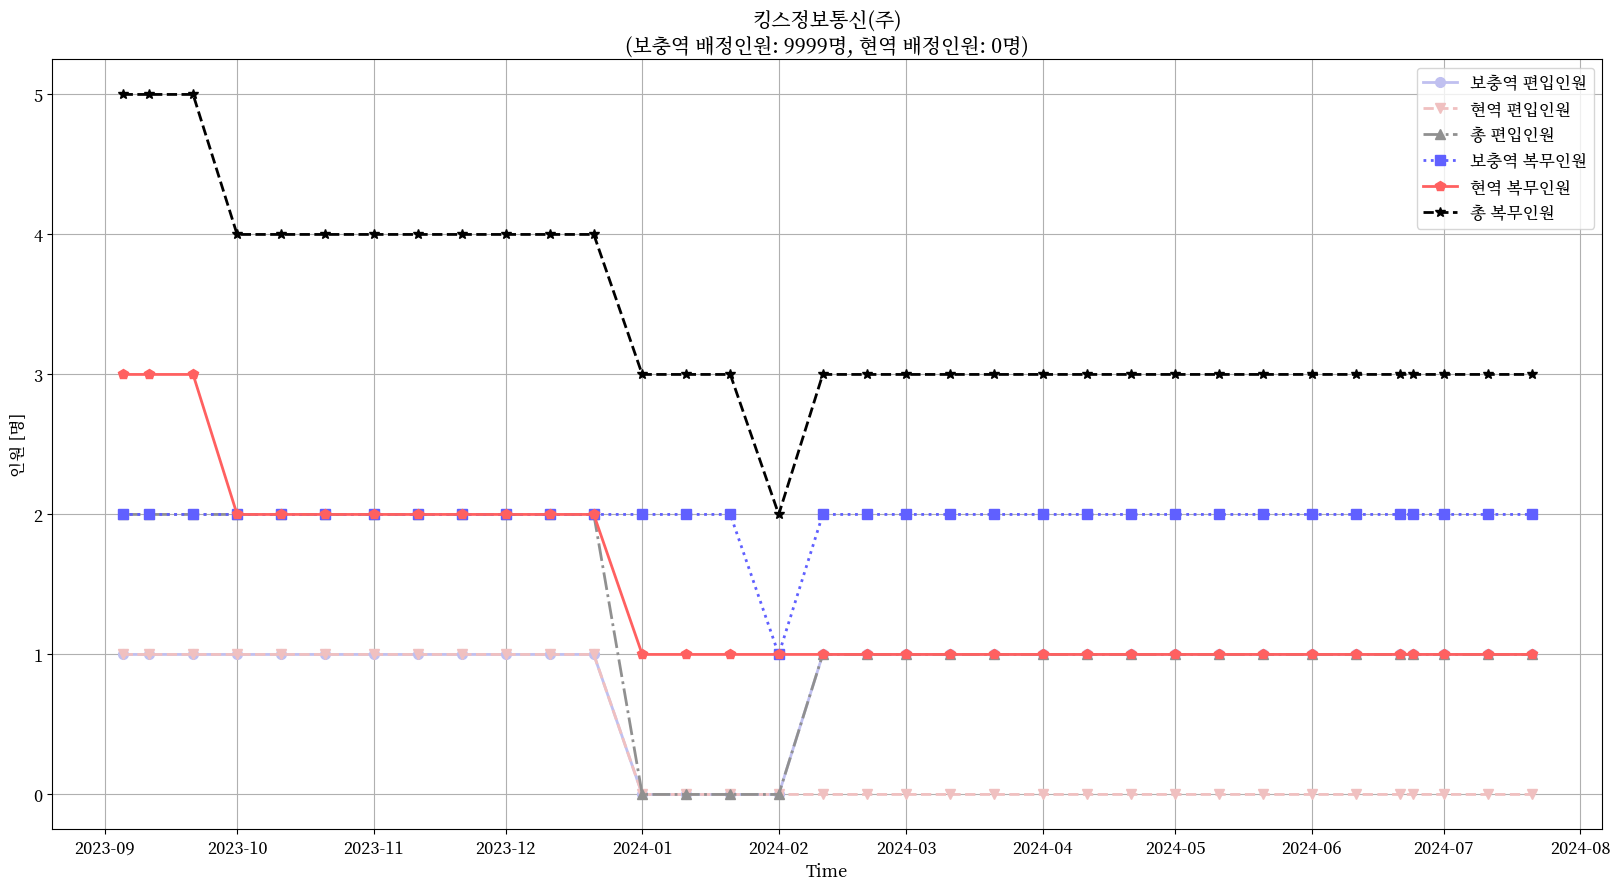 킹스정보통신(주)
(보충역 배정인원: 9999명, 현역 배정인원: 0명)
보충역 편입인원
현역 편입인원
총 편입인원
보충역 복무인원
현역 복무인원
총 복무인원
인원 [명]
5
4
3
2
1
0
2023-09 2023-10 2023-11 2023-12 2024-01 2024-02 2024-03 2024-04 2024-05 2024-06 2024-07 2024-08
Time